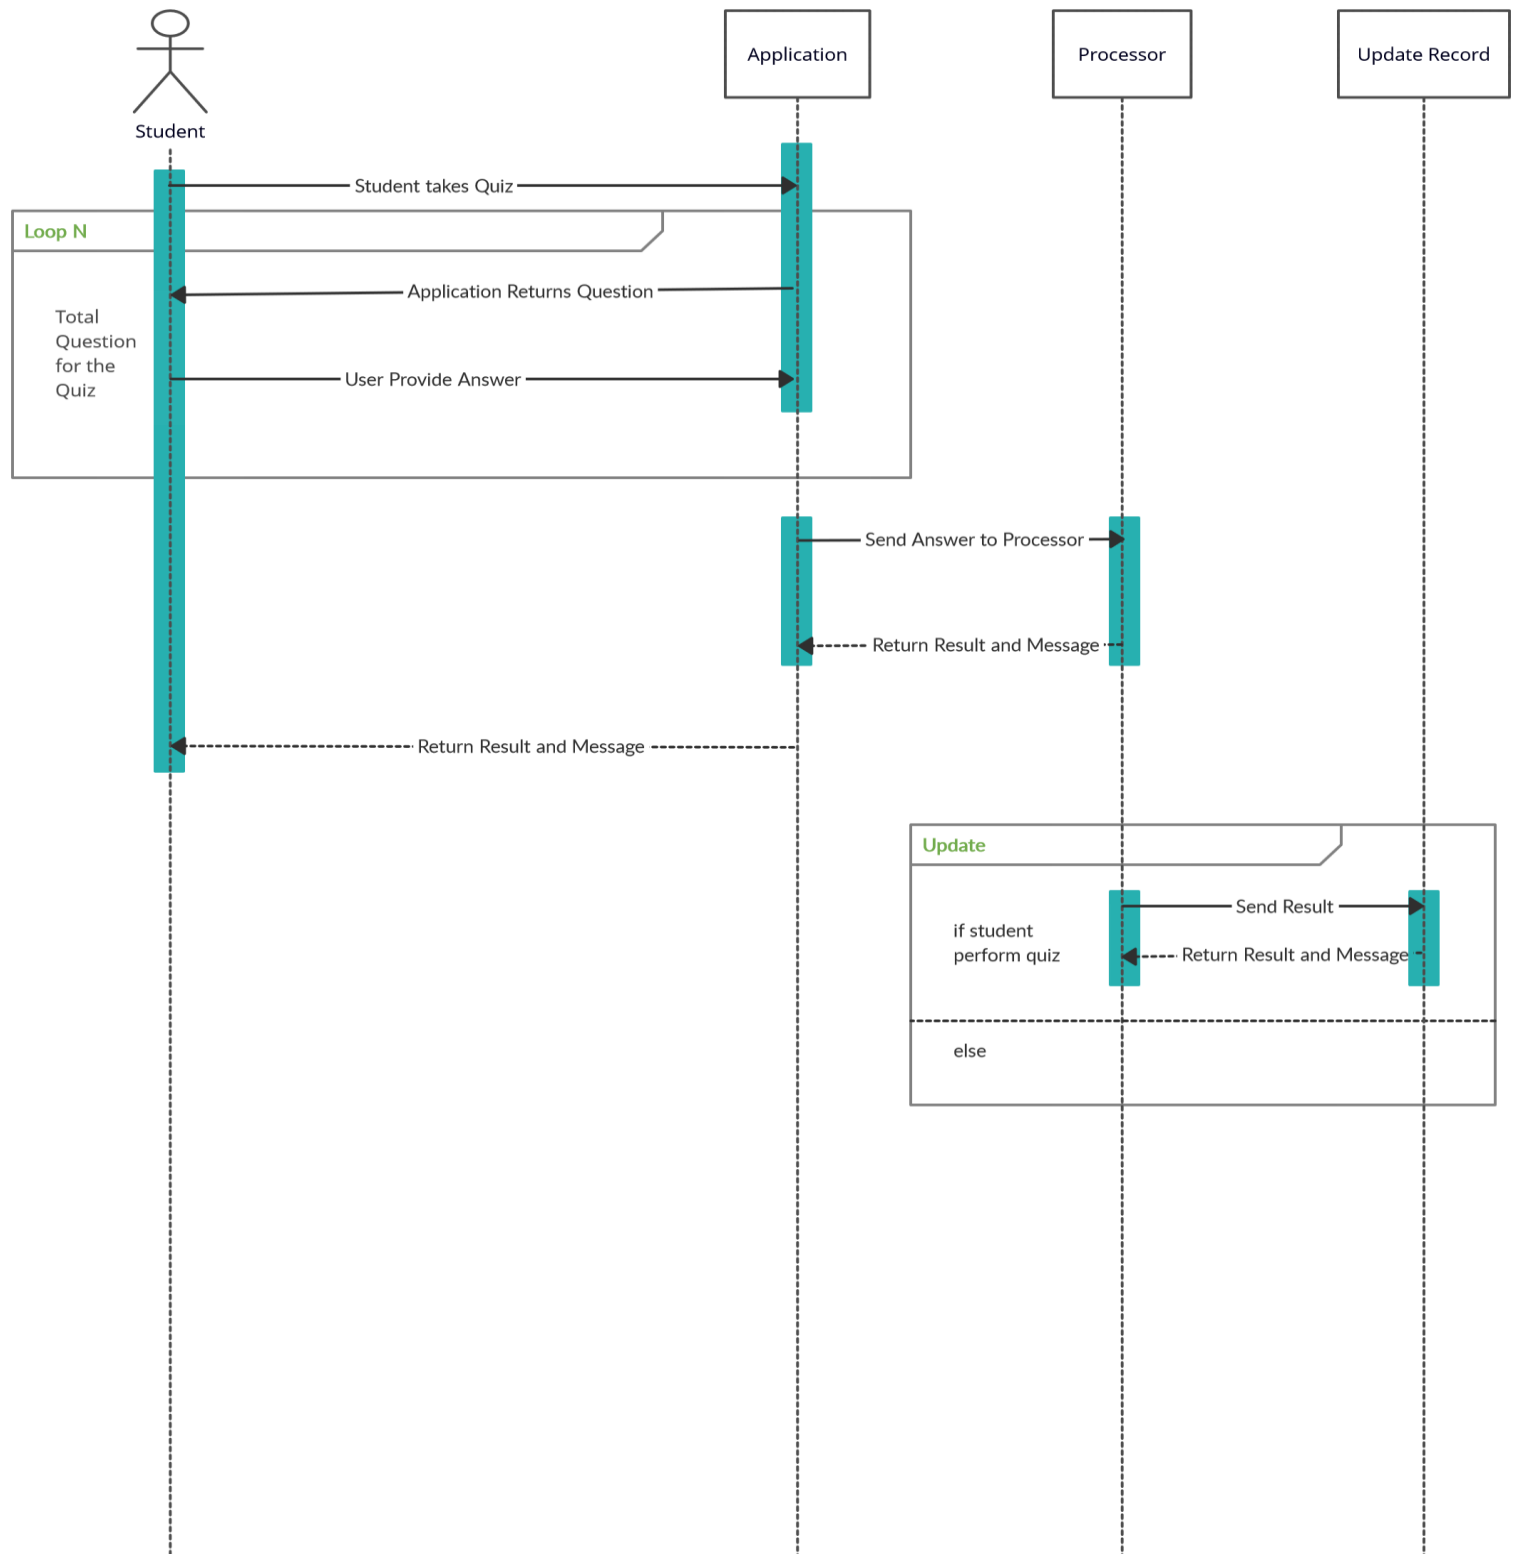 Application
Processor
Update Record
Student
Student takes Quiz
Loop N
Application Returns Question
Total
Question
for the
Quiz
User Provide Answer
Send Answer to Processor
Return Result and Message
Return Result and Message
Update
Send Result
if student
perform quiz
Return Result and Message
else